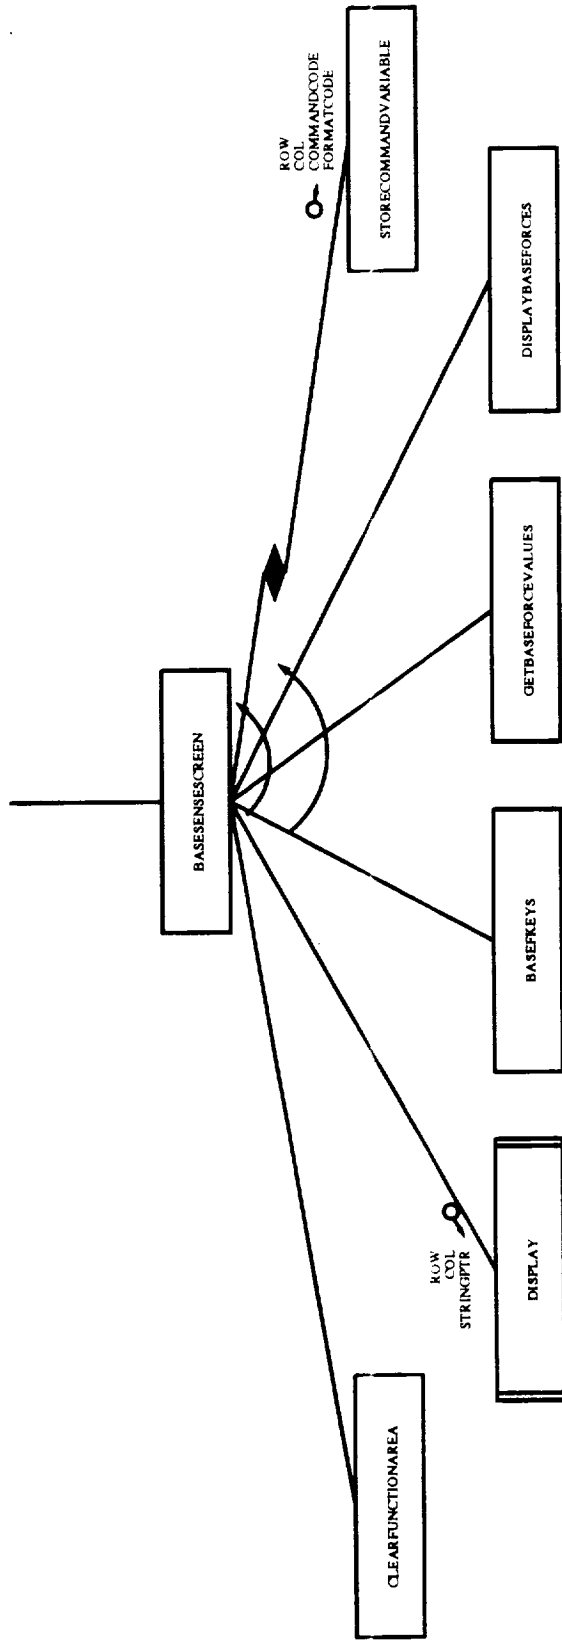 BASESENSESCREEN
ROW
COL
COMMANDCODE
FORMATCODE
STORECOMMANDVARIABLE
ROW
COL
STRINGPTR
CLEARFUNCTIONAREA
DISPLAY
BASEFKEYS
GETBASEFORCEVALUES
DISPLAYBASEFORCES